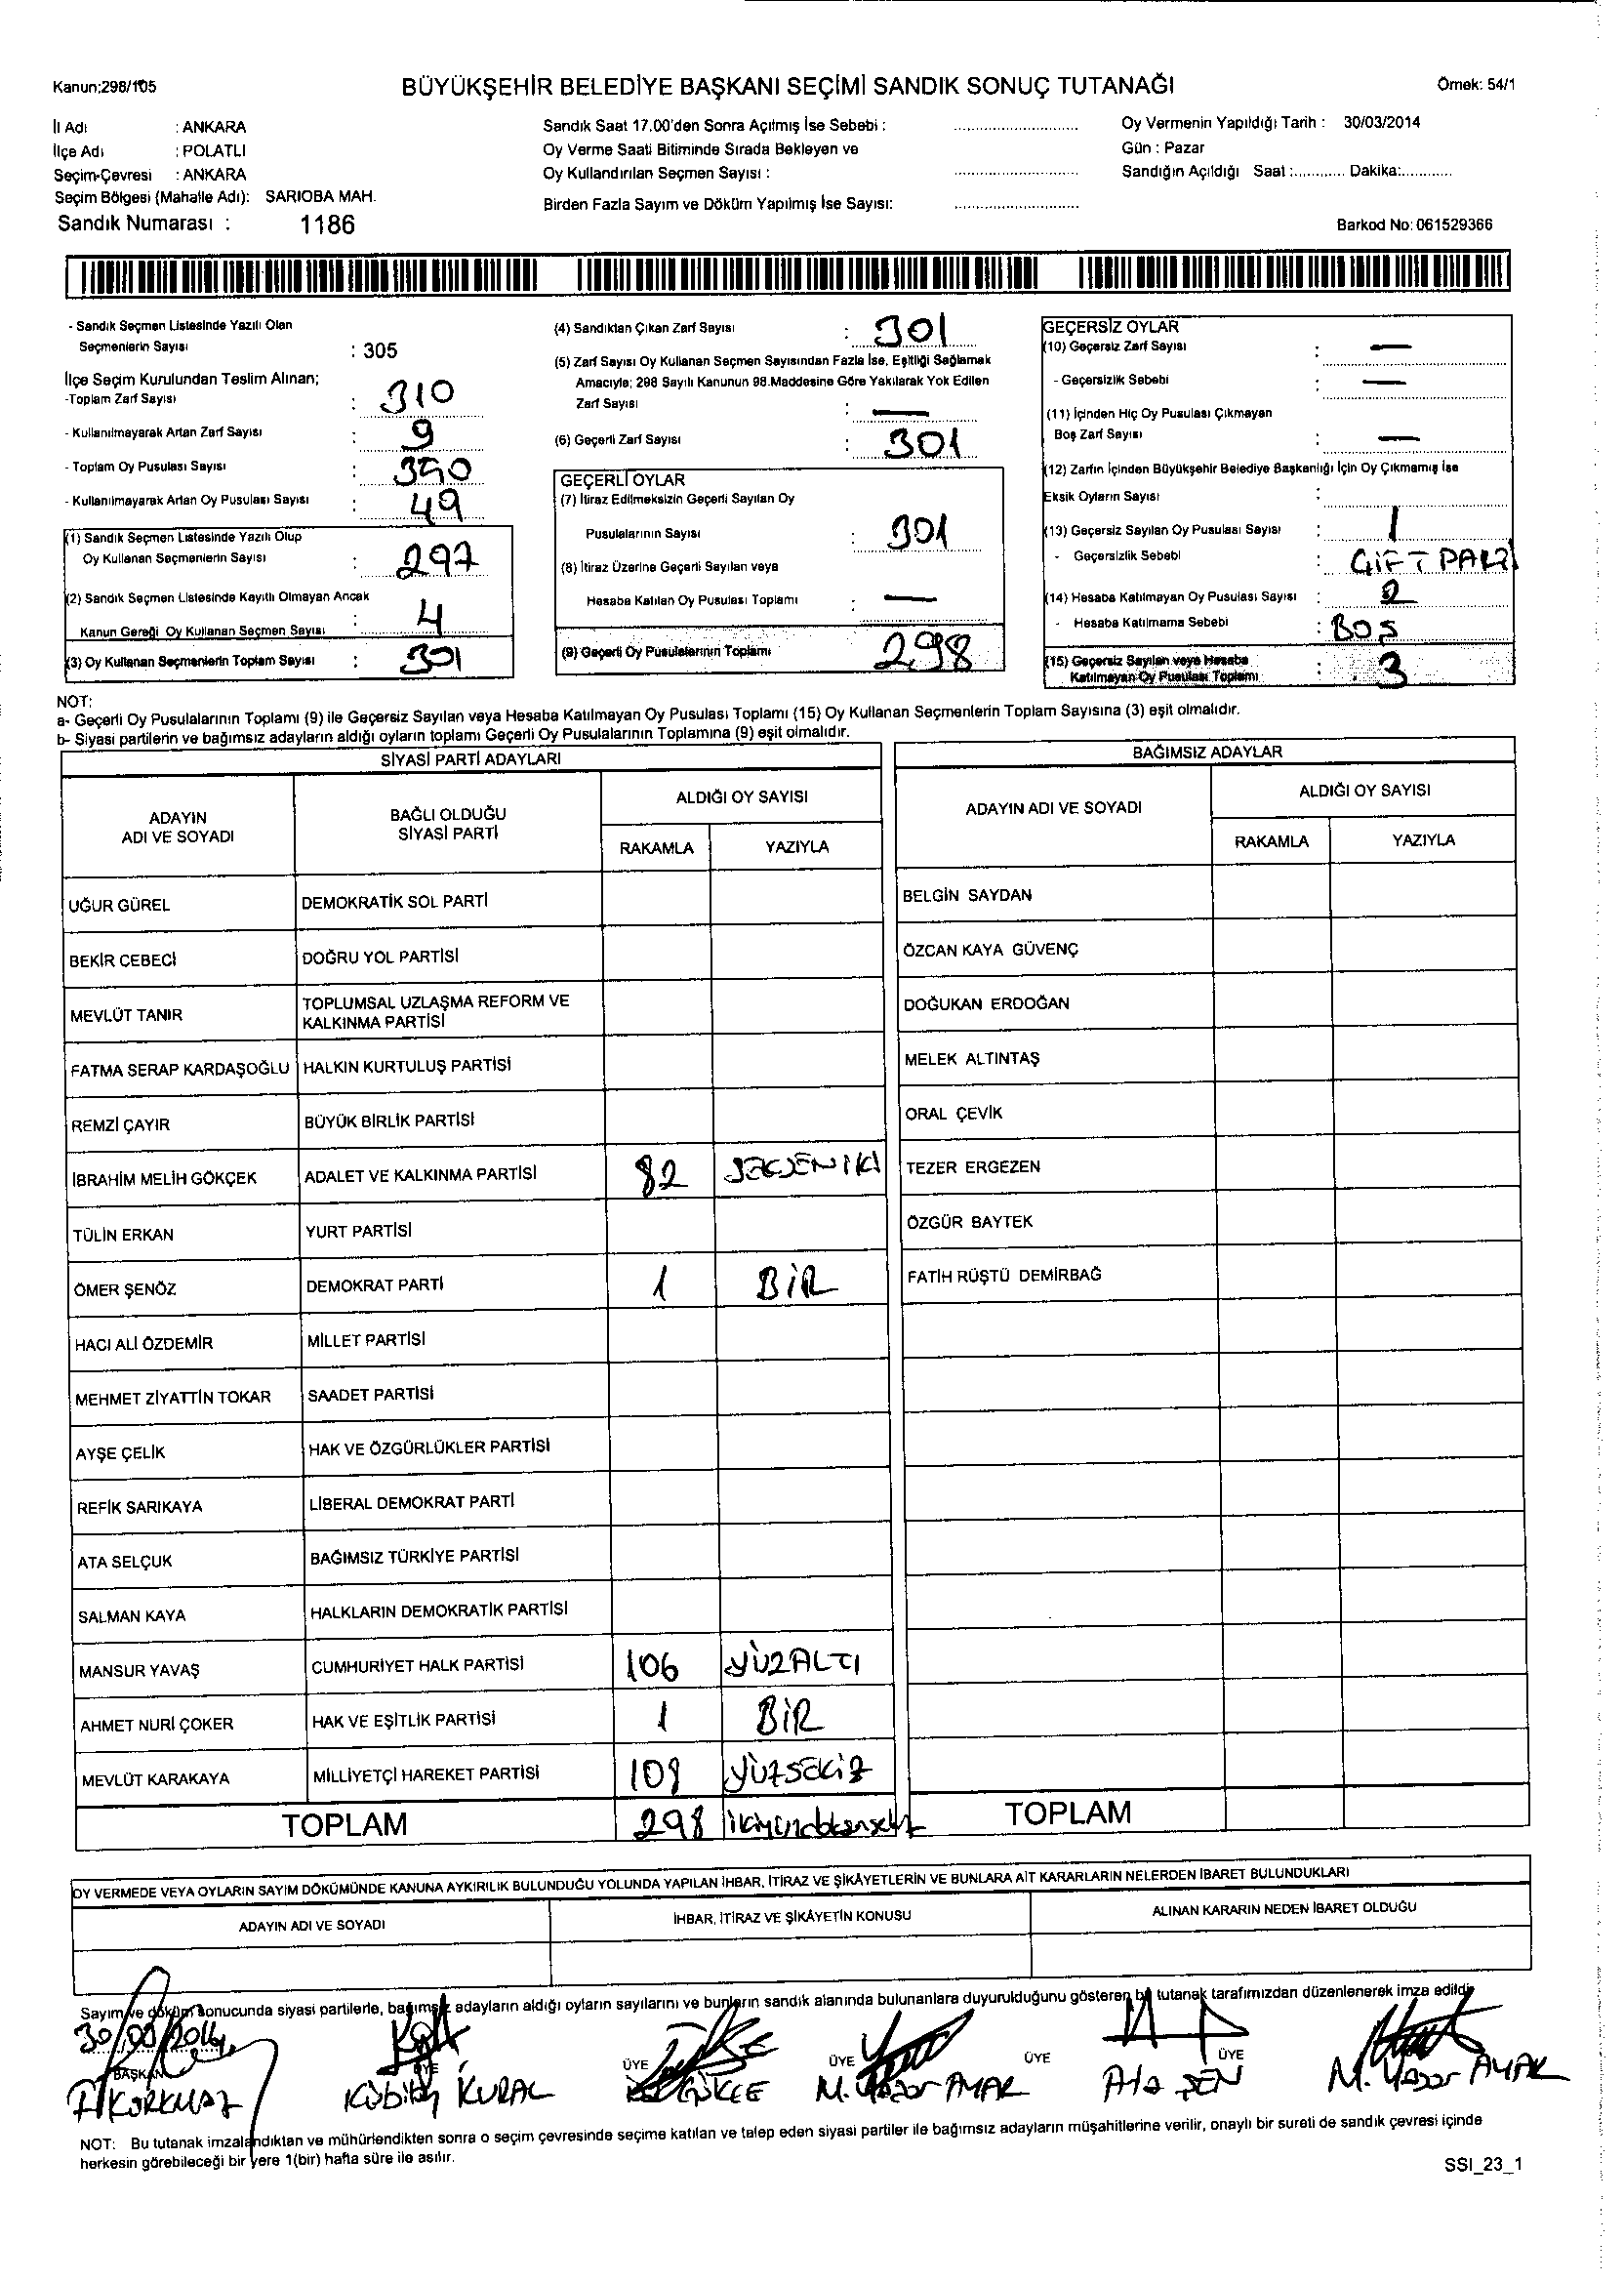 Kanun:298/105
BÜYÜKŞEHİR BELEDİYE BAŞKANI SEÇİMİ SANDIK SONUÇ TUTANAĞI
Örnek: 54/1
İl Adı : ANKARA
İlçe Adı : POLATLI
Seçim-Çevresi : ANKARA
Seçim Bölgesi (Mahalle Adı): SARIOBA MAH.
Sandık Numarası : 1186
Sandık Saat 17.00'den Sonra Açılmış İse Sebebi :
Oy Verme Saati Bitiminde Sırada Bekleyen ve
Oy Kullandırılan Seçmen Sayısı :
Birden Fazla Sayım ve Döküm Yapılmış İse Sayısı:
Oy Vermenin Yapıldığı Tarih : 30/03/2014
Gün : Pazar
Sandığın Açıldığı Saat :............ Dakika:............
Barkod No: 061529366
- Sandık Seçmen Listesinde Yazılı Olan
Seçmenlerin Sayısı : 305
İlçe Seçim Kurulundan Teslim Alınan;
-Toplam Zarf Sayısı : 310
- Kullanılmayarak Artan Zarf Sayısı : 9
- Toplam Oy Pusulası Sayısı : 350
- Kullanılmayarak Artan Oy Pusulası Sayısı : 49
(1) Sandık Seçmen Listesinde Yazılı Olup
Oy Kullanan Seçmenlerin Sayısı : 297
(2) Sandık Seçmen Listesinde Kayıtlı Olmayan Ancak
Kanun Gereği Oy Kullanan Seçmen Sayısı : 4
(3) Oy Kullanan Seçmenlerin Toplam Sayısı : 301
(4) Sandıktan Çıkan Zarf Sayısı : 301
(5) Zarf Sayısı Oy Kullanan Seçmen Sayısından Fazla İse, Eşitliği Sağlamak
Amacıyla; 298 Sayılı Kanunun 98.Maddesine Göre Yakılarak Yok Edilen
Zarf Sayısı : —
(6) Geçerli Zarf Sayısı : 301
GEÇERLİ OYLAR
(7) İtiraz Edilmeksizin Geçerli Sayılan Oy
Pusulalarının Sayısı : 301
(8) İtiraz Üzerine Geçerli Sayılan veya
Hesaba Katılan Oy Pusulası Toplamı : —
(9) Geçerli Oy Pusulalarının Toplamı 298
GEÇERSİZ OYLAR
(10) Geçersiz Zarf Sayısı : —
- Geçersizlik Sebebi : —
(11) İçinden Hiç Oy Pusulası Çıkmayan
Boş Zarf Sayısı : —
(12) Zarfın İçinden Büyükşehir Belediye Başkanlığı İçin Oy Çıkmamış İse
Eksik Oyların Sayısı :
(13) Geçersiz Sayılan Oy Pusulası Sayısı : 1
- Geçersizlik Sebebi :
(14) Hesaba Katılmayan Oy Pusulası Sayısı : 2
- Hesaba Katılmama Sebebi : BOŞ
(15) Geçersiz Sayılan veya Hesaba
Katılmayan Oy Pusulası Toplamı : 3
NOT:
a- Geçerli Oy Pusulalarının Toplamı (9) ile Geçersiz Sayılan veya Hesaba Katılmayan Oy Pusulası Toplamı (15) Oy Kullanan Seçmenlerin Toplam Sayısına (3) eşit olmalıdır.
b- Siyasi partilerin ve bağımsız adayların aldığı oyların toplamı Geçerli Oy Pusulalarının Toplamına (9) eşit olmalıdır.
SİYASİ PARTİ ADAYLARI
ADAYIN
ADI VE SOYADI
BAĞLI OLDUĞU
SİYASİ PARTİ
ALDIĞI OY SAYISI
RAKAMLA YAZIYLA
UĞUR GÜREL DEMOKRATİK SOL PARTİ
BEKİR CEBECİ DOĞRU YOL PARTİSİ
MEVLÜT TANIR TOPLUMSAL UZLAŞMA REFORM VE
KALKINMA PARTİSİ
FATMA SERAP KARDAŞOĞLU HALKIN KURTULUŞ PARTİSİ
REMZİ ÇAYIR BÜYÜK BİRLİK PARTİSİ
İBRAHİM MELİH GÖKÇEK ADALET VE KALKINMA PARTİSİ 82 SEKSENİKİ
TÜLİN ERKAN YURT PARTİSİ
ÖMER ŞENÖZ DEMOKRAT PARTİ 1 BİR
HACI ALİ ÖZDEMİR MİLLET PARTİSİ
MEHMET ZİYATTİN TOKAR SAADET PARTİSİ
AYŞE ÇELİK HAK VE ÖZGÜRLÜKLER PARTİSİ
REFİK SARIKAYA LİBERAL DEMOKRAT PARTİ
ATA SELÇUK BAĞIMSIZ TÜRKİYE PARTİSİ
SALMAN KAYA HALKLARIN DEMOKRATİK PARTİSİ
MANSUR YAVAŞ CUMHURİYET HALK PARTİSİ 106 YÜZALTI
AHMET NURİ ÇOKER HAK VE EŞİTLİK PARTİSİ 1 BİR
MEVLÜT KARAKAYA MİLLİYETÇİ HAREKET PARTİSİ 108 YÜZSEKİZ
TOPLAM 298 ikiyüzdoksansekiz
BAĞIMSIZ ADAYLAR
ADAYIN ADI VE SOYADI
ALDIĞI OY SAYISI
RAKAMLA YAZIYLA
BELGİN SAYDAN
ÖZCAN KAYA GÜVENÇ
DOĞUKAN ERDOĞAN
MELEK ALTINTAŞ
ORAL ÇEVİK
TEZER ERGEZEN
ÖZGÜR BAYTEK
FATİH RÜŞTÜ DEMİRBAĞ
TOPLAM
OY VERMEDE VEYA OYLARIN SAYIM DÖKÜMÜNDE KANUNA AYKIRILIK BULUNDUĞU YOLUNDA YAPILAN İHBAR, İTİRAZ VE ŞİKÂYETLERİN VE BUNLARA AİT KARARLARIN NELERDEN İBARET BULUNDUKLARI
ADAYIN ADI VE SOYADI
İHBAR, İTİRAZ VE ŞİKÂYETİN KONUSU
ALINAN KARARIN NEDEN İBARET OLDUĞU
Sayım ve döküm sonucunda siyasi partilerle, bağımsız adayların aldığı oyların sayılarını ve bunların sandık alanında bulunanlara duyurulduğunu gösteren bu tutanak tarafımızdan düzenlenerek imza edildi.
BAŞKAN ÜYE ÜYE ÜYE ÜYE ÜYE
KORKMAZ KURAL GÖKCE Ata ŞEN
NOT: Bu tutanak imzalandıktan ve mühürlendikten sonra o seçim çevresinde seçime katılan ve talep eden siyasi partiler ile bağımsız adayların müşahitlerine verilir, onaylı bir sureti de sandık çevresi içinde
herkesin görebileceği bir yere 1(bir) hafta süre ile asılır.
SSI_23_1